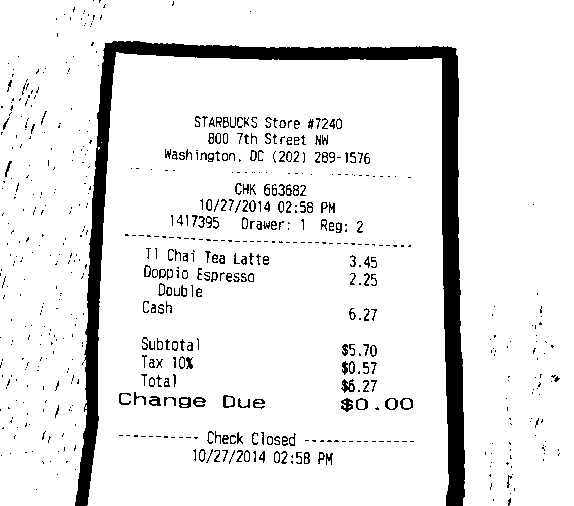 STARBUCKS Store #7240
800 7th Street NW
Washington, DC (202) 289-1576
CHK 663682
10/27/2014 02:58 PM
1417395 Drawer: 1 Reg: 2
Tl Chai Tea Latte 3.45
Doppio Espresso 2.25
Double
Cash 6.27
Subtotal $5.70
Tax 10% $0.57
Total $6.27
Change Due $0.00
---------- Check Closed --------------
10/27/2014 02:58 PM